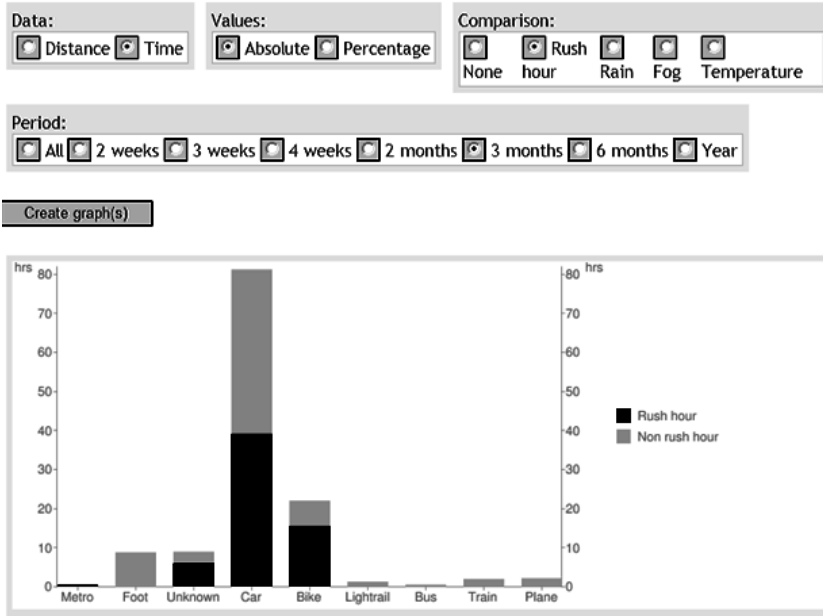 Data:
Distance Time
Values:
Absolute Percentage
Comparison:
None Rush hour Rain Fog Temperature
Period:
All 2 weeks 3 weeks 4 weeks 2 months 3 months 6 months Year
Create graph(s)
hrs
80
70
60
50
40
30
20
10
0
Metro Foot Unknown Car Bike Lightrail Bus Train Plane
hrs
80
70
60
50
40
30
20
10
0
Rush hour
Non rush hour